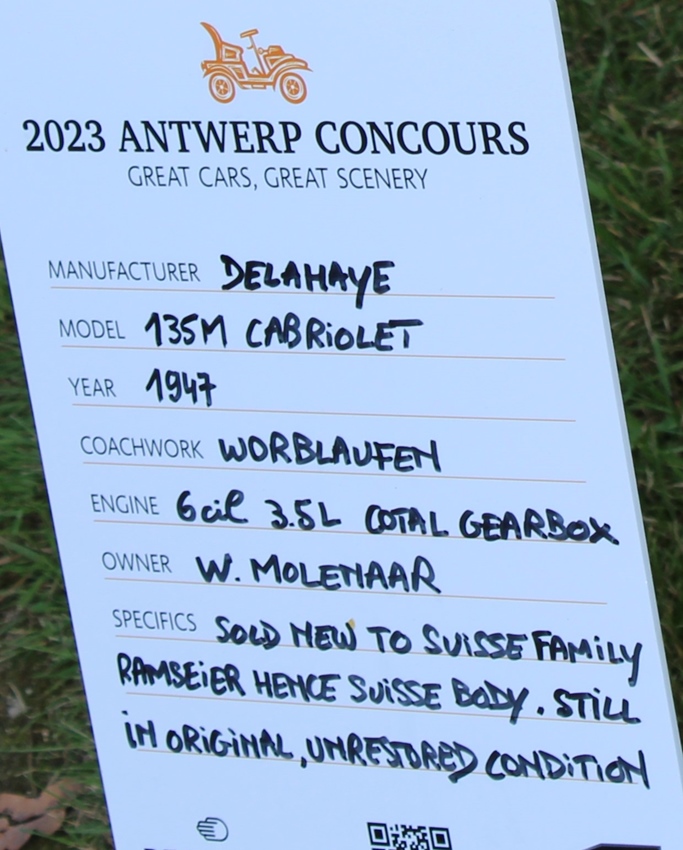 2023 ANTWERP CONCOURS
GREAT CARS, GREAT SCENERY
MANUFACTURER DELAHAYE
MODEL 135M CABRiOLET
YEAR 1947
COACHWORK WORBLAUFEN
ENGINE 6 cil 3.5L COTAL GEARBOX
OWNER W. MOLENAAR
SPECIFICS SOLD NEW TO SUiSSE FAMiLY
RAMSEiER HENCE SUiSSE BODY. STiLL
iN ORiGiNAL, UNRESTORED CONDiTiON